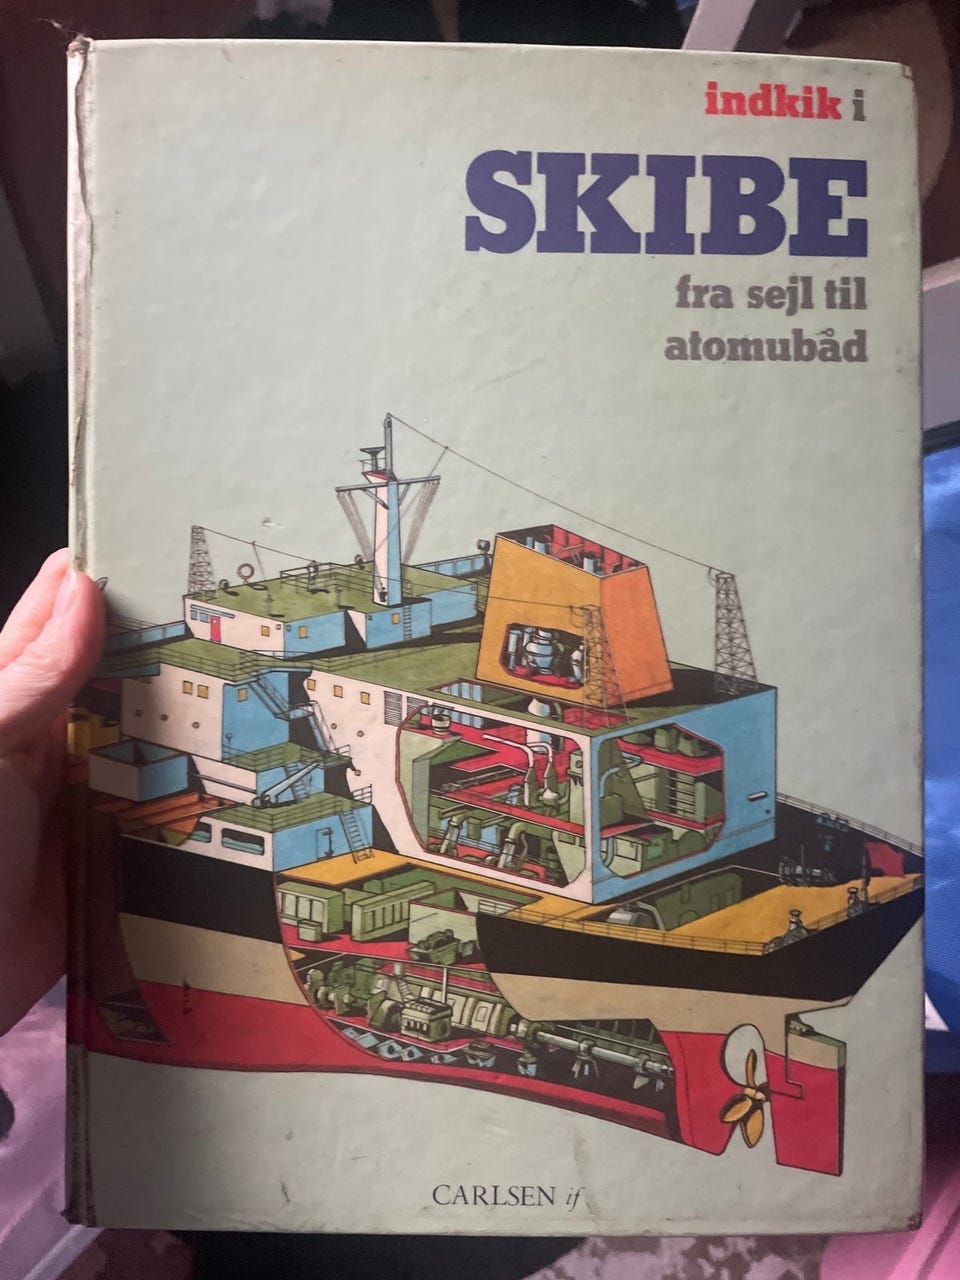 indkik i
SKIBE
fra sejl til
atomubåd
CARLSEN if